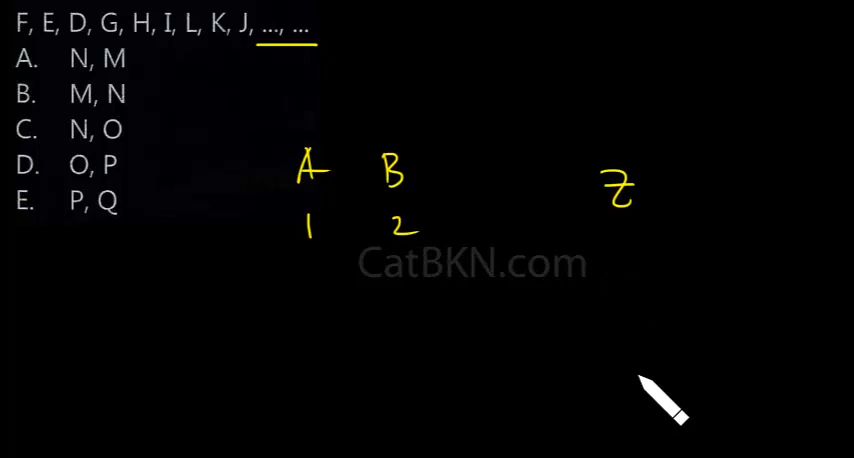 F, E, D, G, H, I, L, K, J, ..., ...
A. N, M
B. M, N
C. N, O
D. O, P
E. P, Q
A B Z
1 2
CatBKN.com